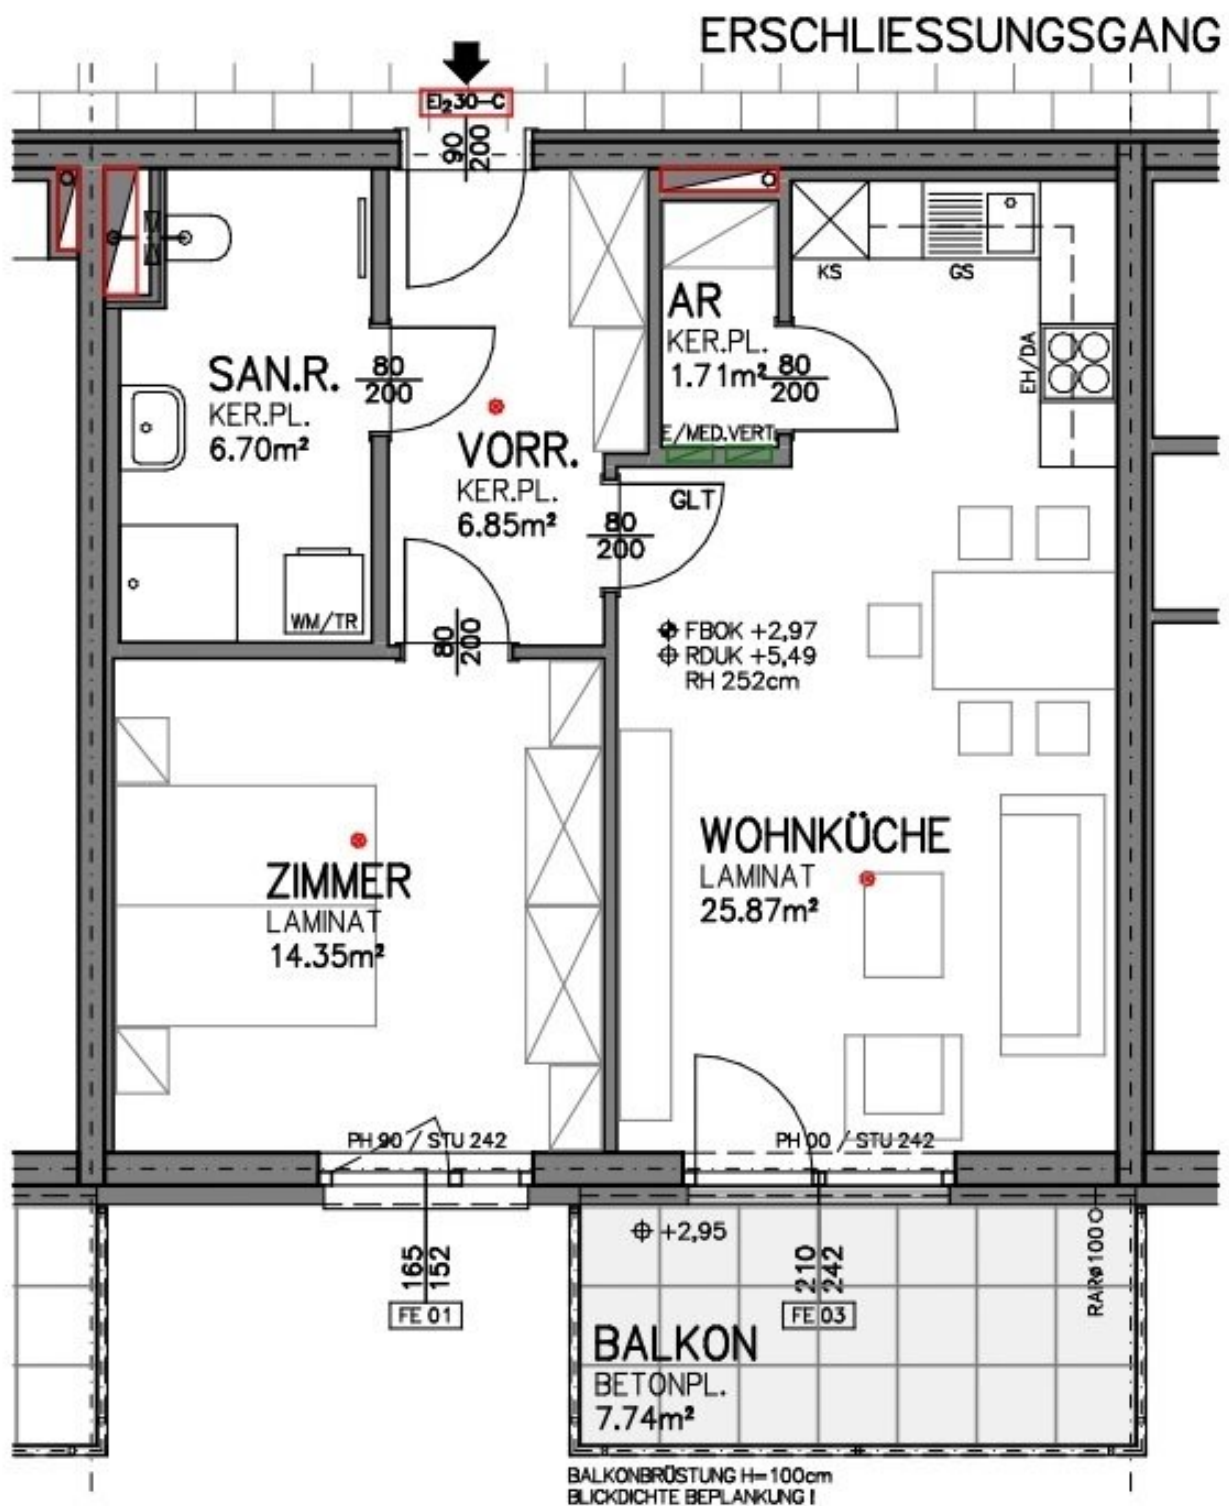 ERSCHLIESSUNGSGANG
EI₂30-C
90
200
KS
GS
AR
KER.PL.
1.71m²
80
200
EH/DA
SAN.R.
KER.PL.
6.70m²
80
200
E/MED.VERT
VORR.
KER.PL.
6.85m²
GLT
80
200
WM/TR
80
200
FBOK +2,97
RDUK +5,49
RH 252cm
WOHNKÜCHE
LAMINAT
25.87m²
ZIMMER
LAMINAT
14.35m²
PH 90 / STU 242
PH 00 / STU 242
+2,95
165
152
FE 01
210
242
FE 03
RARø100
BALKON
BETONPL.
7.74m²
BALKONBRÜSTUNG H=100cm
BLICKDICHTE BEPLANKUNG I